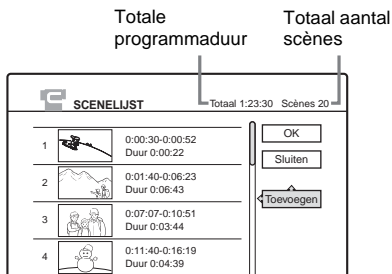 Totale programmaduur
Totaal aantal scènes
SCENELIJST
Totaal 1:23:30 Scènes 20
1
0:00:30-0:00:52
Duur 0:00:22
2
0:01:40-0:06:23
Duur 0:06:43
3
0:07:07-0:10:51
Duur 0:03:44
4
0:11:40-0:16:19
Duur 0:04:39
OK
Sluiten
Toevoegen